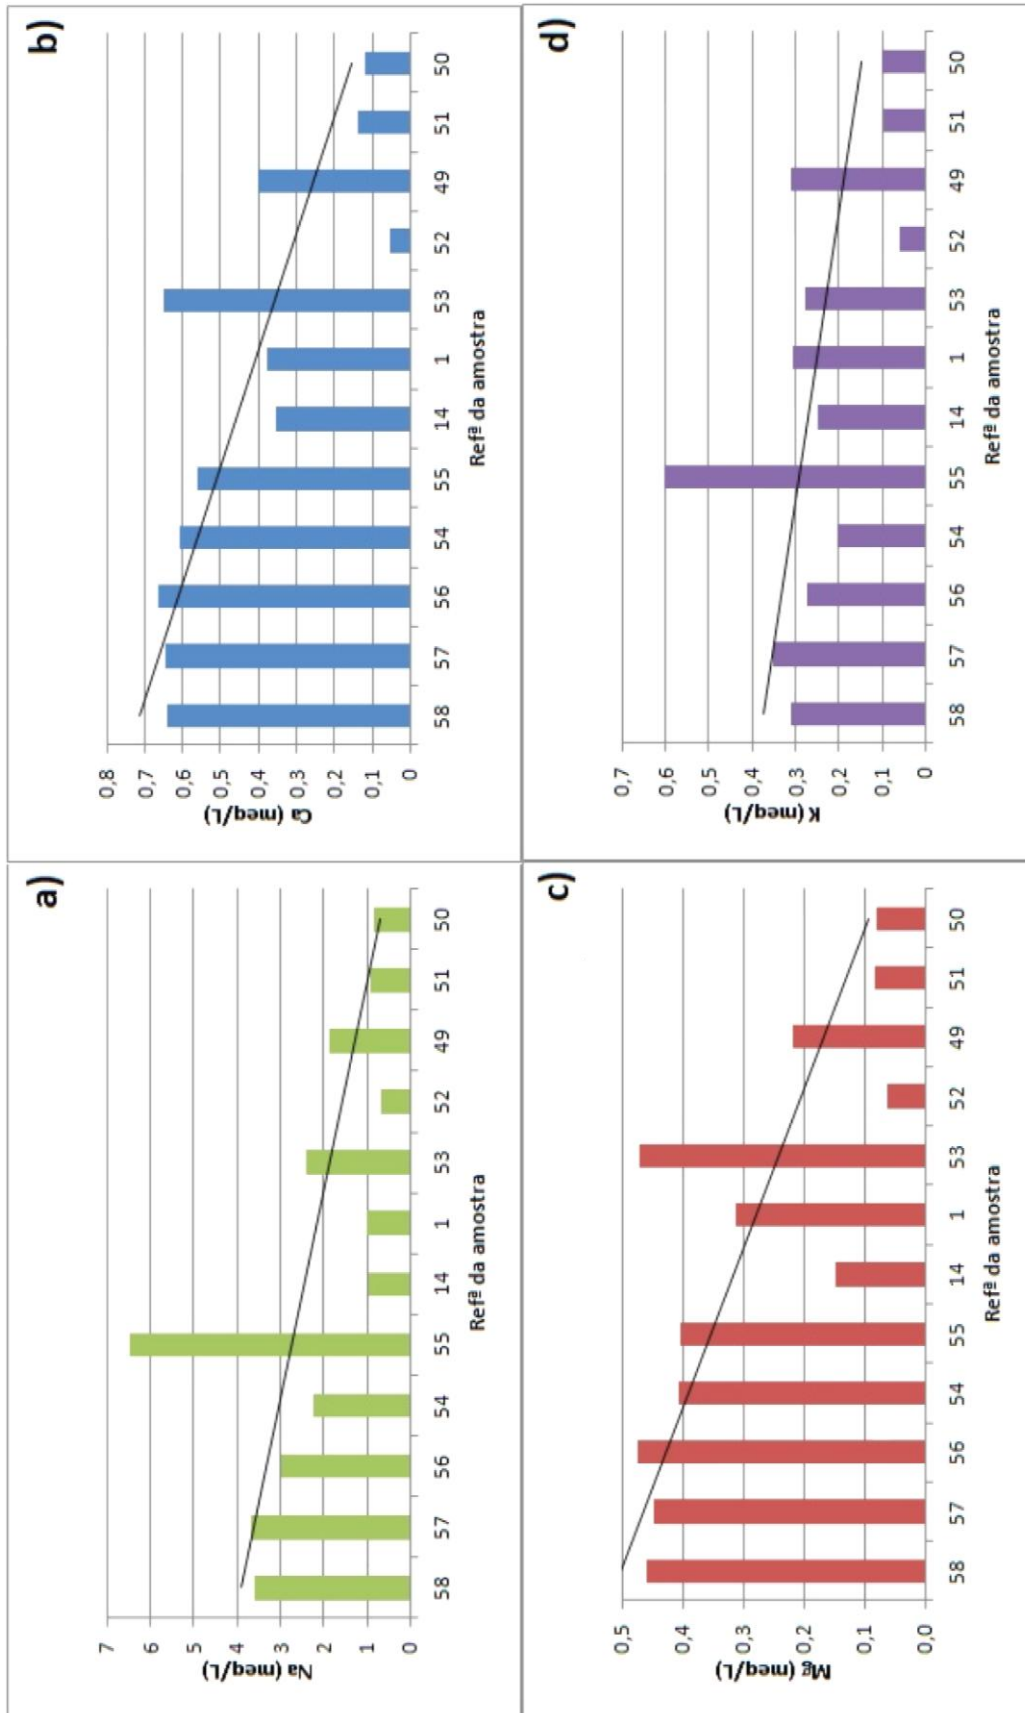 a)
Na (meq/L)
7
6
5
4
3
2
1
0
58 57 56 54 55 14 1 53 52 49 51 50
Refª da amostra
b)
Ca (meq/L)
0,8
0,7
0,6
0,5
0,4
0,3
0,2
0,1
0
58 57 56 54 55 14 1 53 52 49 51 50
Refª da amostra
c)
Mg (meq/L)
0,5
0,4
0,3
0,2
0,1
0,0
58 57 56 54 55 14 1 53 52 49 51 50
Refª da amostra
d)
K (meq/L)
0,7
0,6
0,5
0,4
0,3
0,2
0,1
0
58 57 56 54 55 14 1 53 52 49 51 50
Refª da amostra